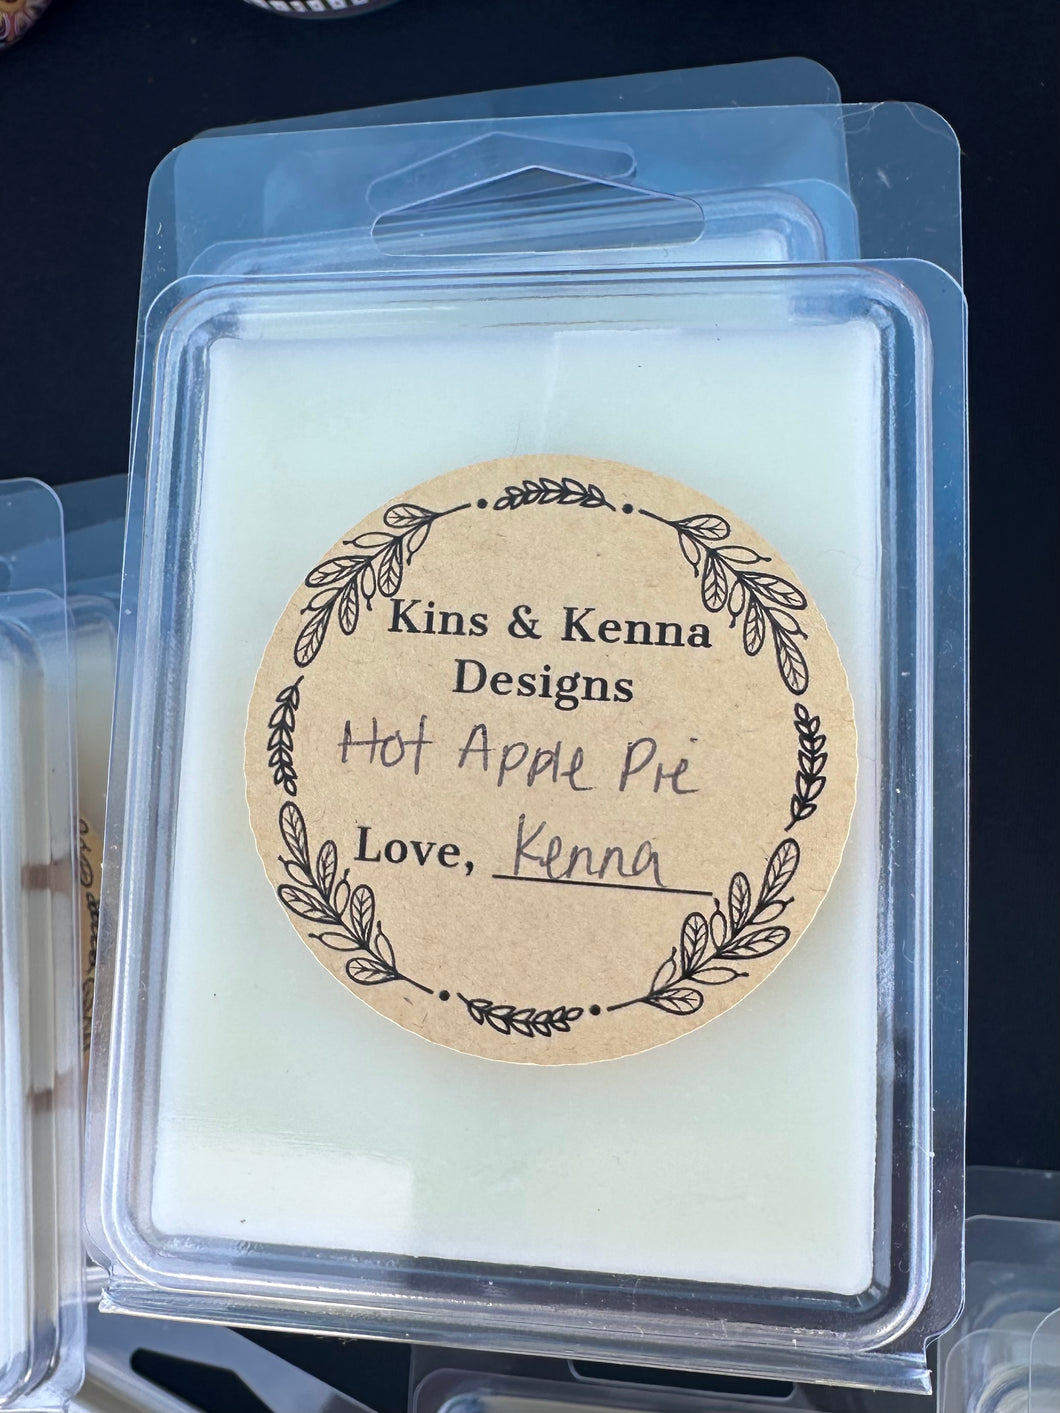 Kins & Kenna
Designs
Hot Apple Pie
Love, Kenna